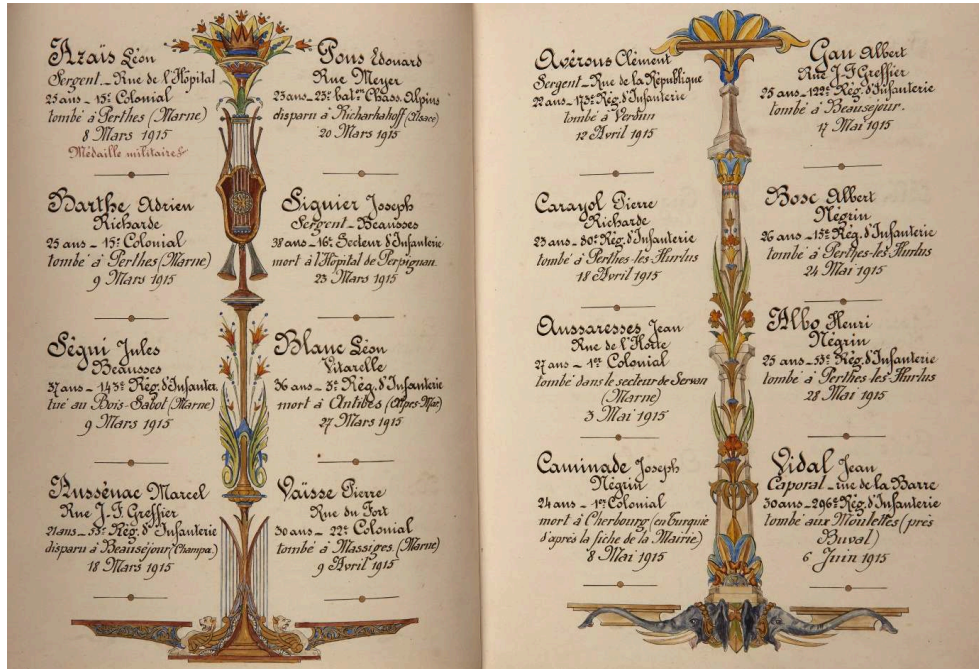 Azaïs Léon
Sergent - Rue de l'Hôpital
25 ans - 15e Colonial
tombé à Perthes (Marne)
8 Mars 1915
Médaille militaire
Barthe Adrien
Richarde
25 ans - 15e Colonial
tombé à Perthes (Marne)
9 Mars 1915
Ségui Jules
Beausses
37 ans - 143e Rég. d'Infanter.
tué au Bois-Sabot (Marne)
9 Mars 1915
Aussénac Marcel
Rue J. F. Greffier
21 ans - 53e Rég. d'Infanterie
disparu à Beauséjour (Champa.)
18 Mars 1915
Pons Edouard
Rue Meyer
23 ans - 23e bat.on Chass. Alpins
disparu à Richarhahoff (Alsace)
20 Mars 1915
Siguier Joseph
Sergent - Beausses
38 ans - 16e Secteur d'Infanterie
mort à l'Hôpital de Perpignan
23 Mars 1915
Blanc Léon
Vitarelle
36 ans - 3e Rég. d'Infanterie
mort à Antibes (Alpes-Mme)
27 Mars 1915
Vaïsse Pierre
Rue du Fort
30 ans - 22e Colonial
tombé à Massiges (Marne)
9 Avril 1915
Avérous Clément
Sergent - Rue de la République
22 ans - 173e Rég. d'Infanterie
tombé à Verdun
12 Avril 1915
Carayol Pierre
Richarde
23 ans - 80e Rég. d'Infanterie
tombé à Perthes-les-Hurlus
18 Avril 1915
Aussaresses Jean
Rue de l'Horte
27 ans - 1er Colonial
tombé dans le secteur de Servan
(Marne)
3 Mai 1915
Caminade Joseph
Négrin
24 ans - 1er Colonial
mort à Cherbourg (en Turquie
d'après la fiche de la Mairie)
8 Mai 1915
Gau Albert
Rue J-F Greffier
25 ans - 122e Rég. d'Infanterie
tombé à Beauséjour.
17 Mai 1915
Bosc Albert
Négrin
26 ans - 15e Rég. d'Infanterie
tombé à Perthes-les-Hurlus
24 Mai 1915
Albo Henri
Négrin
25 ans - 53e Rég. d'Infanterie
tombé à Perthes-les-Hurlus
28 Mai 1915
Vidal Jean
Caporal - rue de la Barre
30 ans - 296e Rég. d'Infanterie
tombé aux Moutelles (près
Buval)
6 Juin 1915